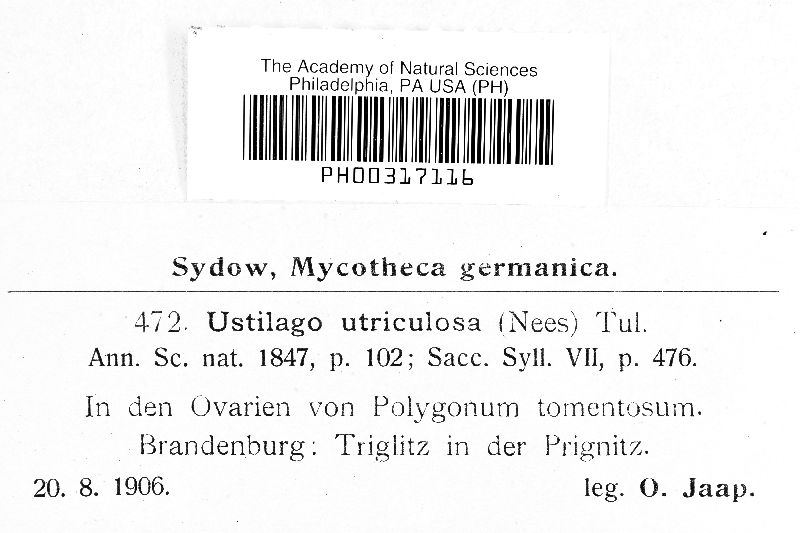 The Academy of Natural Sciences
Philadelphia, PA USA (PH)
PH00317116
Sydow, Mycotheca germanica.
472. Ustilago utriculosa (Nees) Tul.
Ann. Sc. nat. 1847, p. 102; Sacc. Syll. VII, p. 476.
In den Ovarien von Polygonum tomentosum.
Brandenburg: Triglitz in der Prignitz.
20. 8. 1906. leg. O. Jaap.